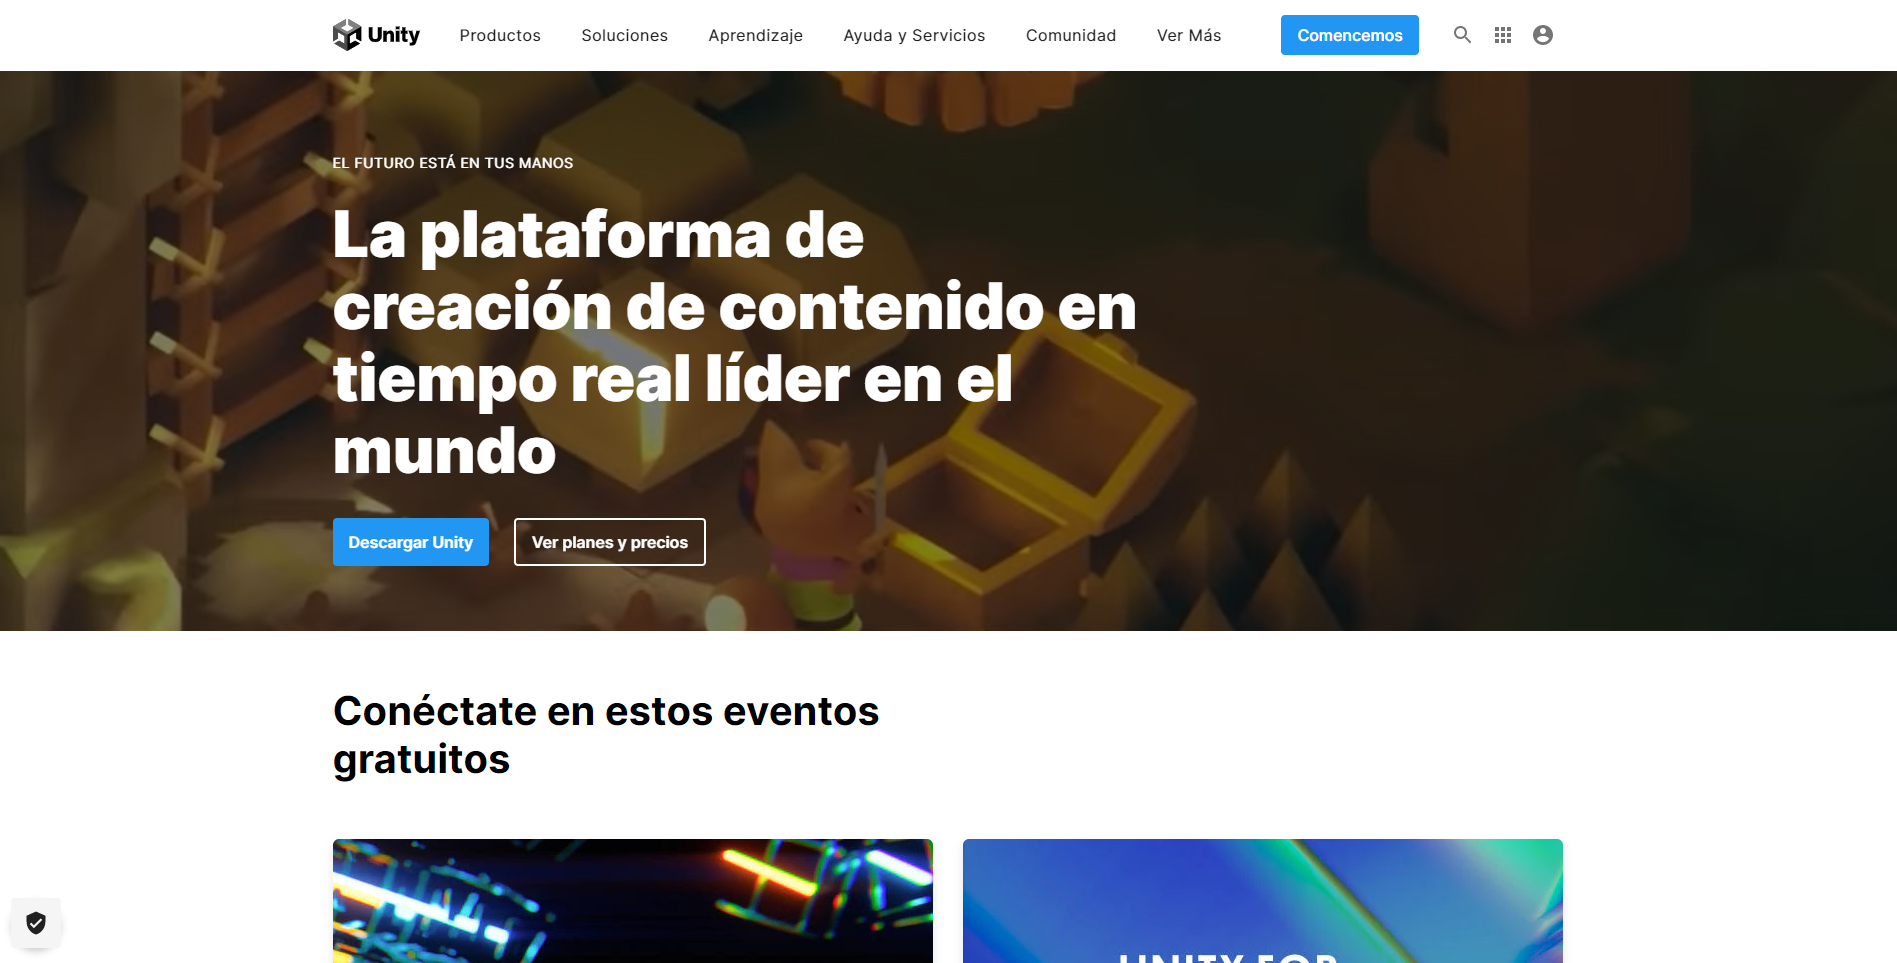 Unity
Productos
Soluciones
Aprendizaje
Ayuda y Servicios
Comunidad
Ver Más
Comencemos
EL FUTURO ESTÁ EN TUS MANOS
La plataforma de
creación de contenido en
tiempo real líder en el
mundo
Descargar Unity
Ver planes y precios
Conéctate en estos eventos
gratuitos
UNITY FOR